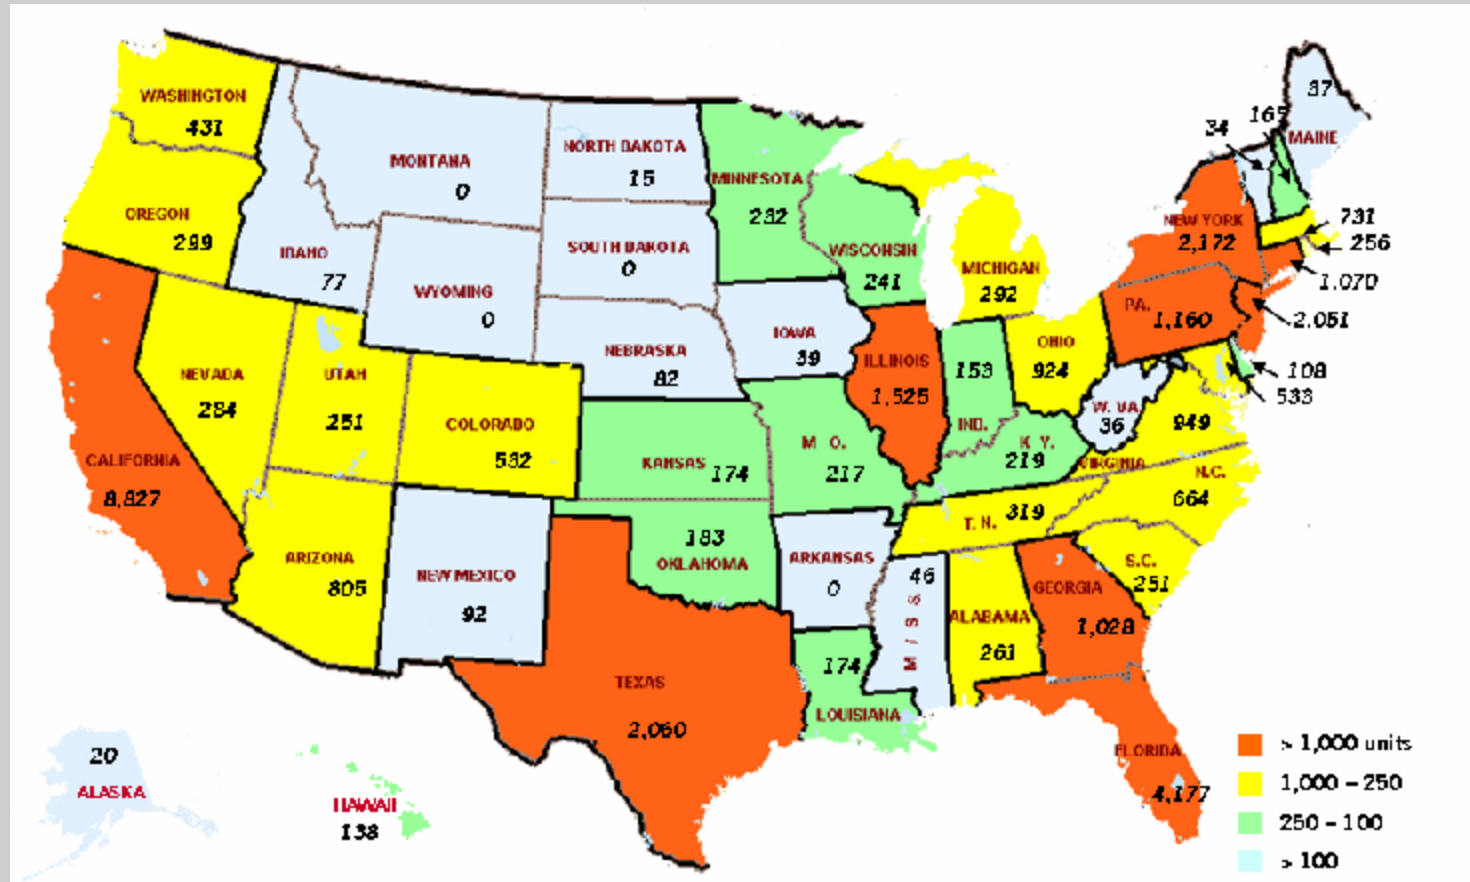 WASHINGTON
431
OREGON
299
CALIFORNIA
8,827
NEVADA
284
IDAHO
77
MONTANA
0
WYOMING
0
UTAH
251
COLORADO
532
ARIZONA
805
NEW MEXICO
92
NORTH DAKOTA
15
SOUTH DAKOTA
0
NEBRASKA
82
KANSAS 174
183
OKLAHOMA
TEXAS
2,060
MINNESOTA
232
IOWA
39
M O.
217
ARKANSAS
0
174
LOUISIANA
WISCONSIN
241
ILLINOIS
1,525
MICHIGAN
292
153
IND.
OHIO
924
K Y.
219
T. N. 319
46
M I S S
ALABAMA
261
GEORGIA
1,028
FLORIDA
4,177
S.C.
251
N.C.
664
VIRGINIA
949
W. VA
36
PA.
1,160
NEW YORK
2,172
34
165
37
MAINE
731
256
1.070
2.051
108
533
20
ALASKA
HAWAII
138
> 1,000 units
1,000 – 250
250 – 100
> 100